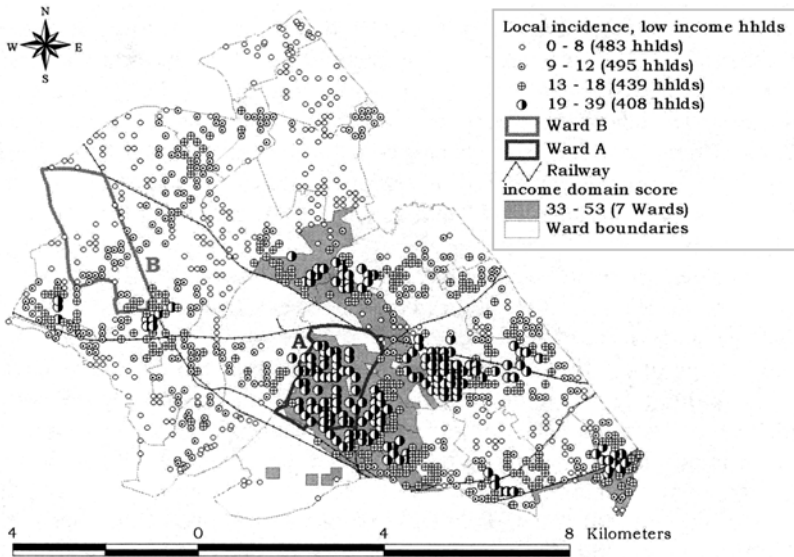 N
W E
S
Local incidence, low income hhlds
0 - 8 (483 hhlds)
9 - 12 (495 hhlds)
13 - 18 (439 hhlds)
19 - 39 (408 hhlds)
Ward B
Ward A
Railway
income domain score
33 - 53 (7 Wards)
Ward boundaries
B
A
4 0 4 8 Kilometers